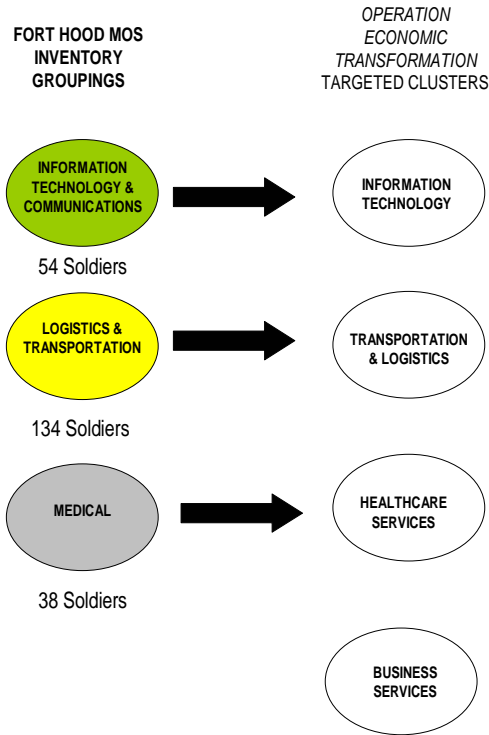 FORT HOOD MOS
INVENTORY
GROUPINGS
OPERATION
ECONOMIC
TRANSFORMATION
TARGETED CLUSTERS
INFORMATION
TECHNOLOGY &
COMMUNICATIONS
INFORMATION
TECHNOLOGY
54 Soldiers
LOGISTICS &
TRANSPORTATION
TRANSPORTATION
& LOGISTICS
134 Soldiers
MEDICAL
HEALTHCARE
SERVICES
38 Soldiers
BUSINESS
SERVICES